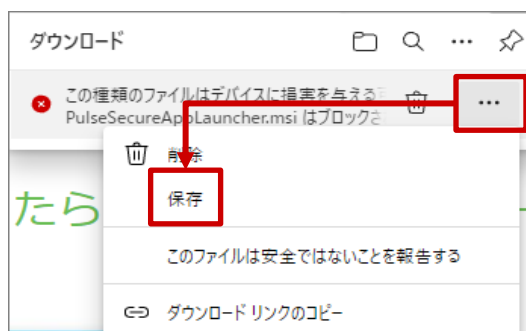 ダウンロード
この種類のファイルはデバイスに損害を与える
PulseSecureAppLauncher.msi はブロックさ
削除
たら
保存
このファイルは安全ではないことを報告する
ダウンロード リンクのコピー